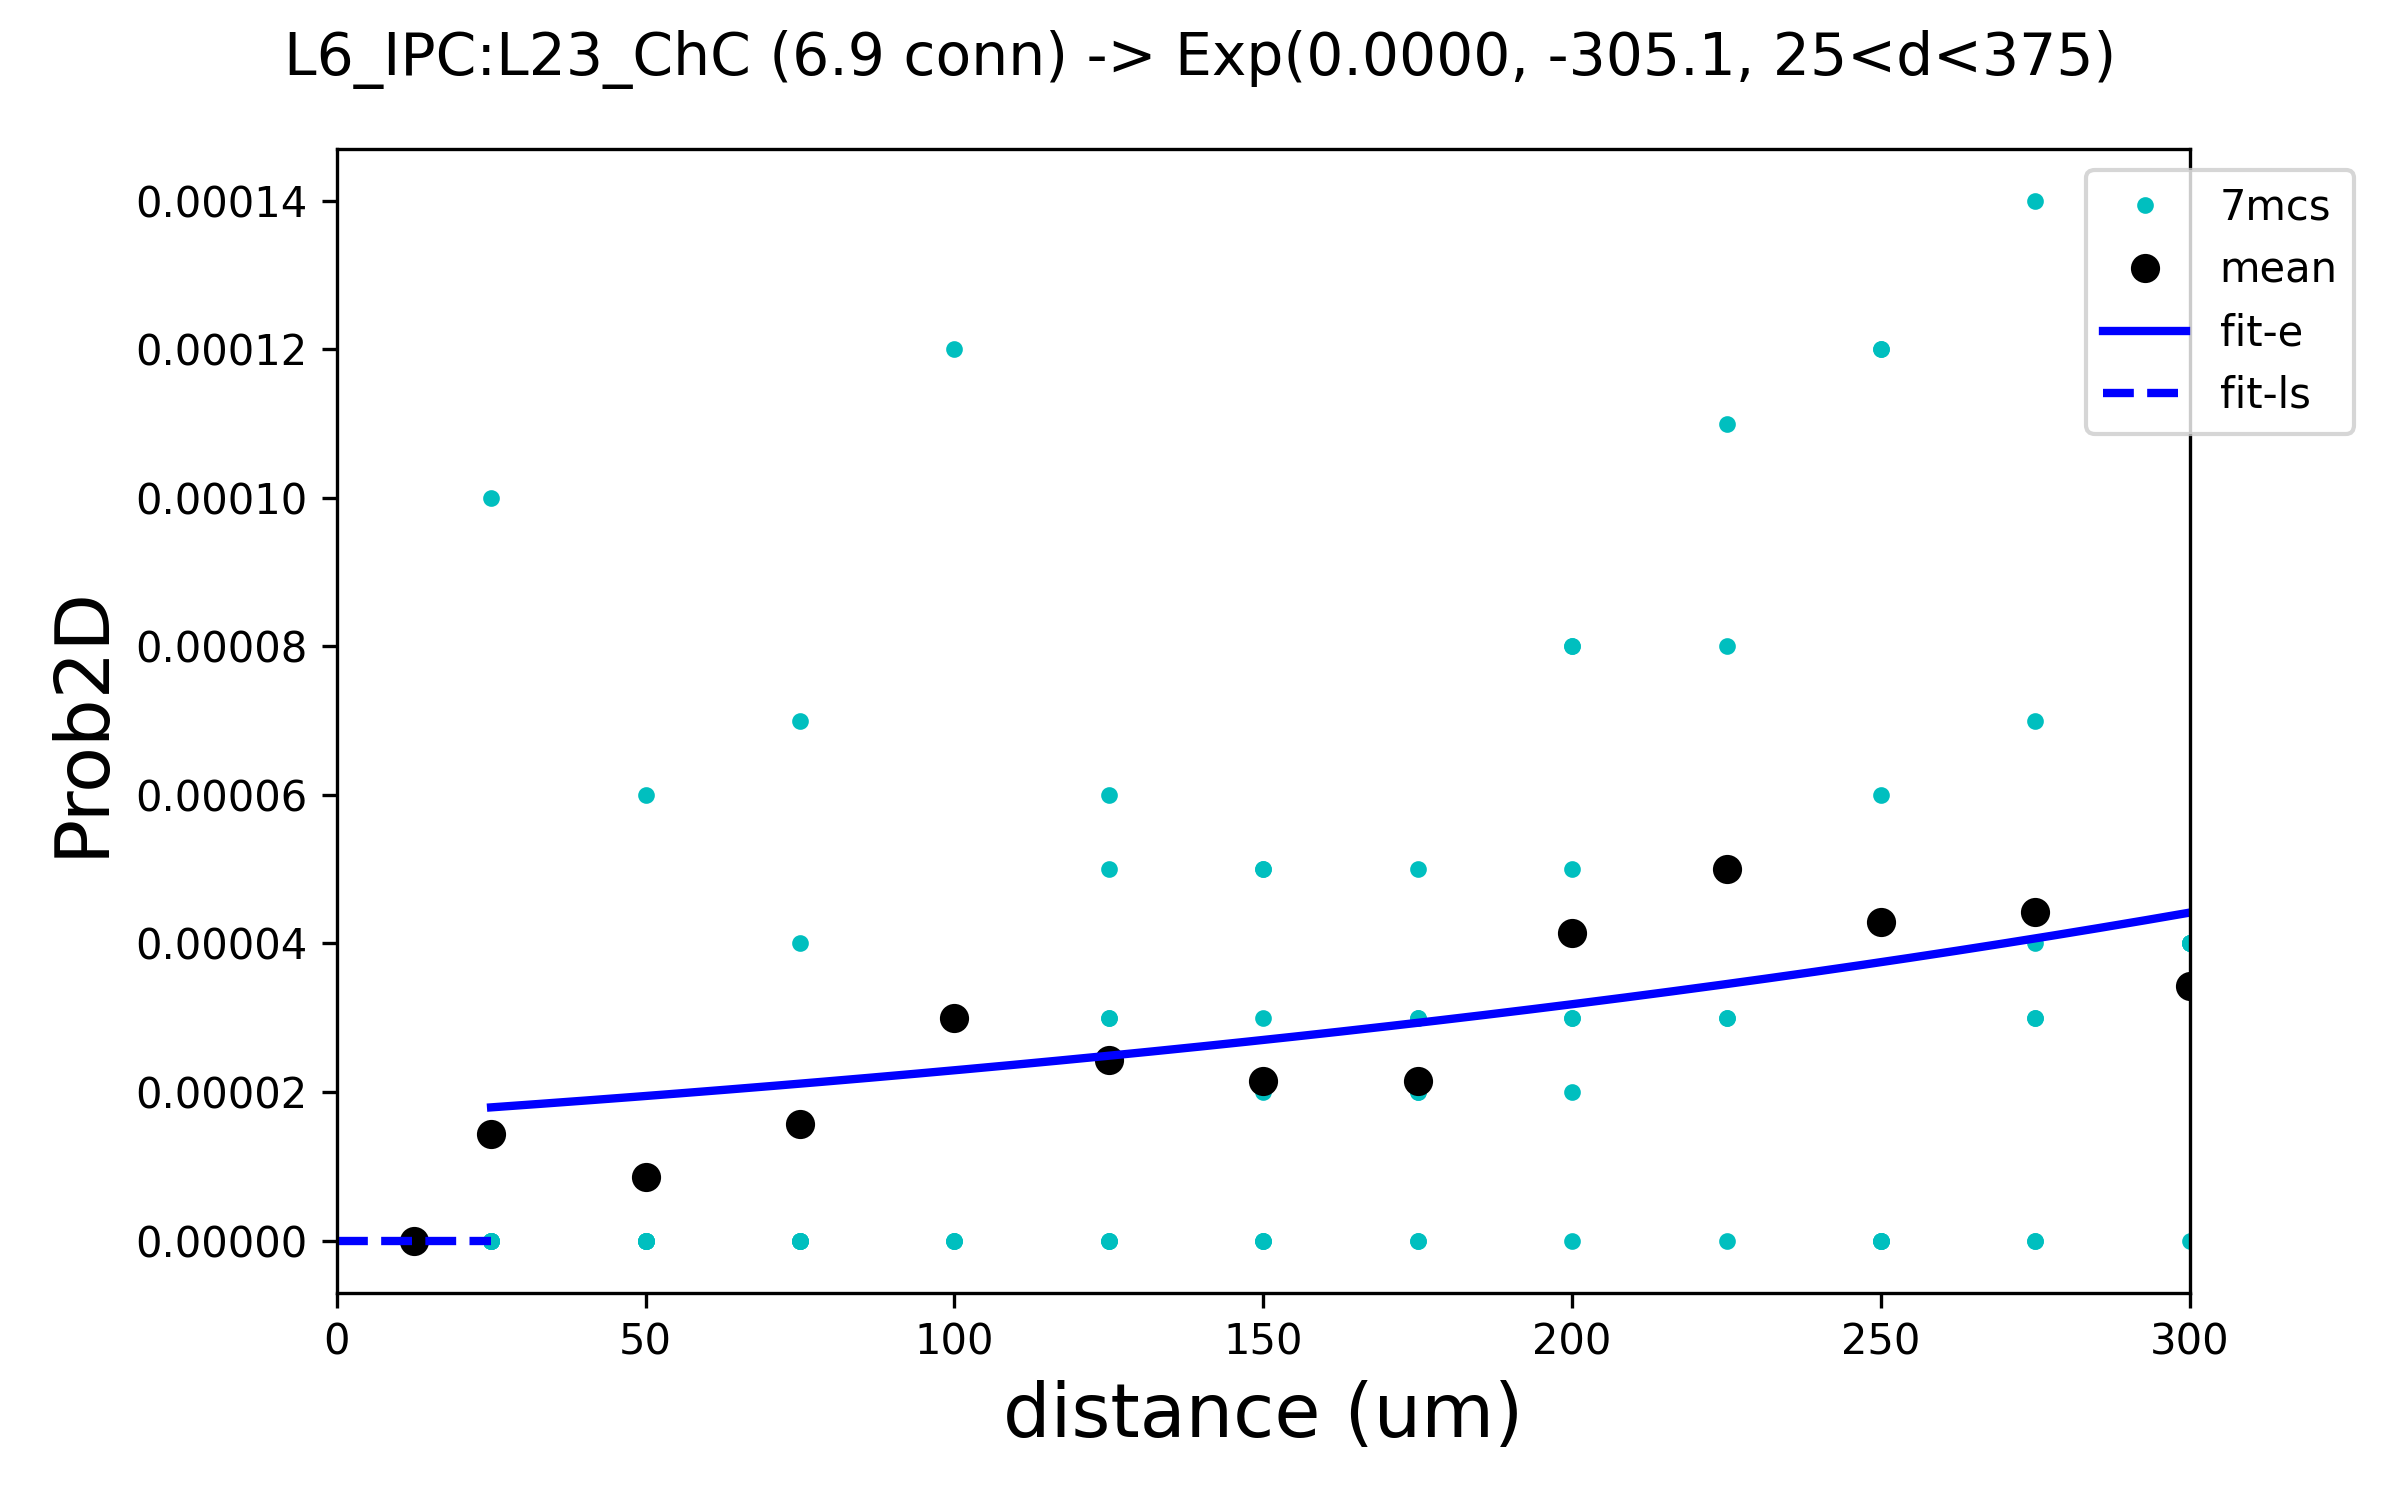 L6_IPC:L23_ChC (6.9 conn) -> Exp(0.0000, -305.1, 25<d<375)
7mcs
mean
fit-e
fit-ls
Prob2D
0.00014
0.00012
0.00010
0.00008
0.00006
0.00004
0.00002
0.00000
0 50 100 150 200 250 300
distance (um)